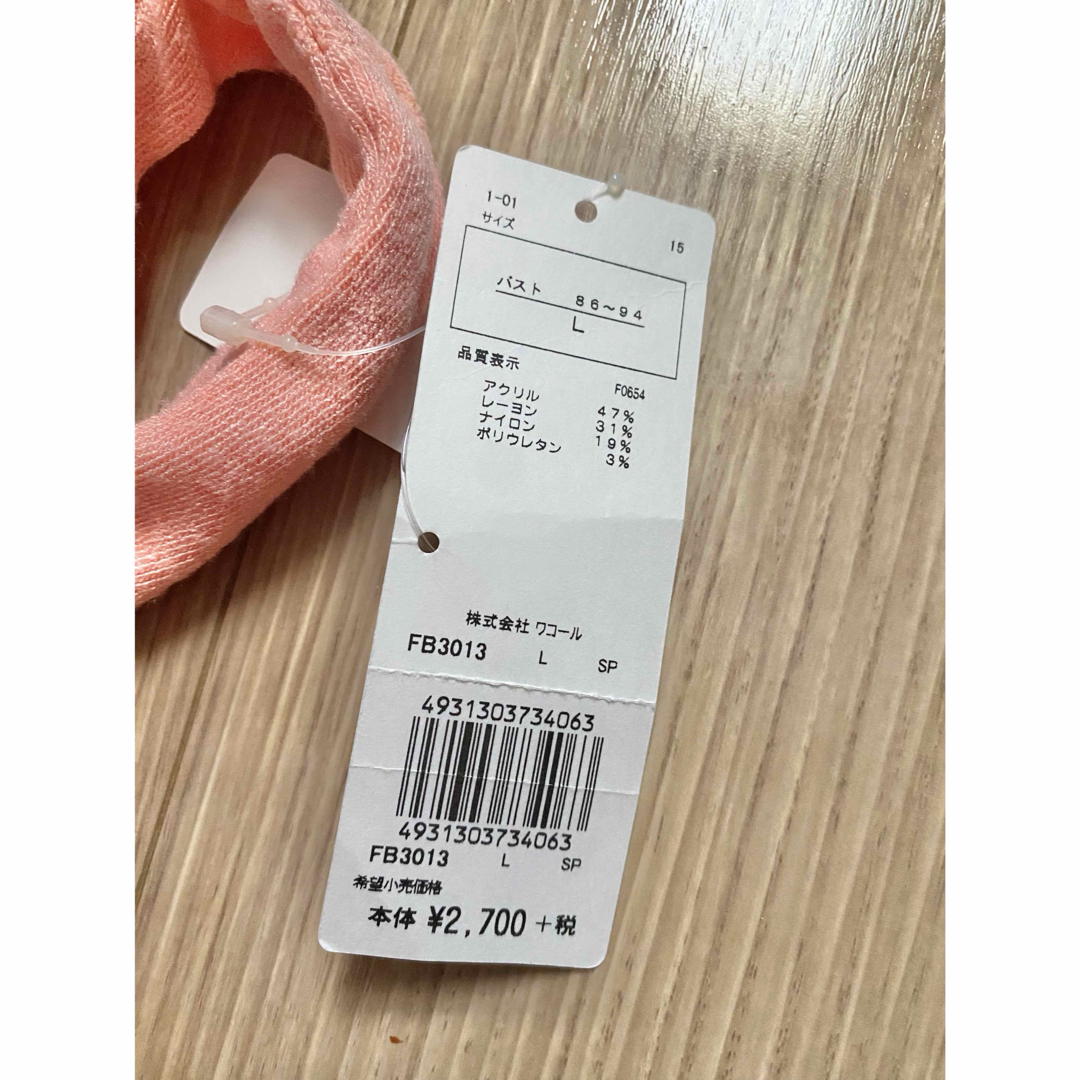 1-01
サイズ 15
バスト 86～94
L
品質表示 F0654
アクリル 47%
レーヨン 31%
ナイロン 19%
ポリウレタン 3%
株式会社 ワコール
FB3013 L SP
4931303734063
4931303734063
FB3013 L SP
希望小売価格
本体 ¥2,700 +税